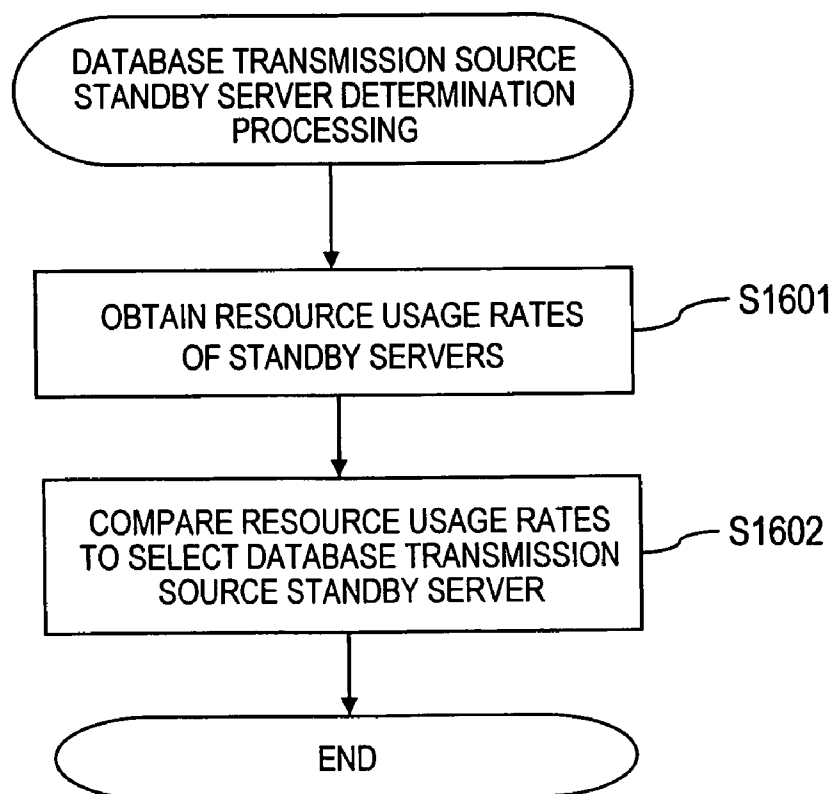 DATABASE TRANSMISSION SOURCE
STANDBY SERVER DETERMINATION
PROCESSING
OBTAIN RESOURCE USAGE RATES
OF STANDBY SERVERS
S1601
COMPARE RESOURCE USAGE RATES
TO SELECT DATABASE TRANSMISSION
SOURCE STANDBY SERVER
S1602
END